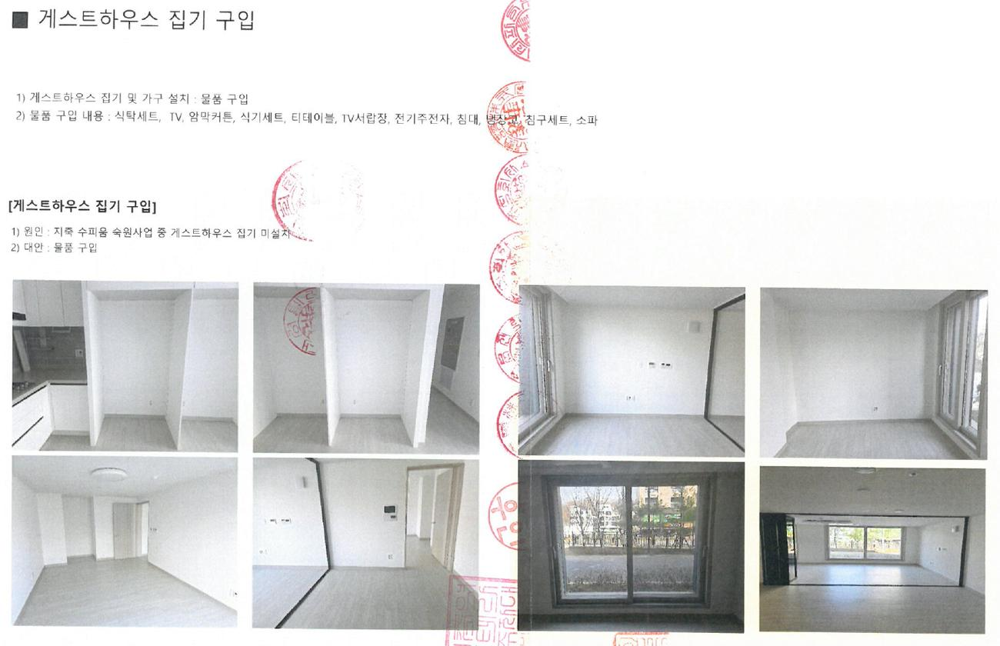 ■ 게스트하우스 집기 구입
1) 게스트하우스 집기 및 가구 설치 : 물품 구입
2) 물품 구입 내용 : 식탁세트, TV, 암막커튼, 식기세트, 티테이블, TV서랍장, 전기주전자, 침대, 냉장고, 침구세트, 소파
[게스트하우스 집기 구입]
1) 원인 : 지축 수피움 숙원사업 중 게스트하우스 집기 미설치
2) 대안 : 물품 구입